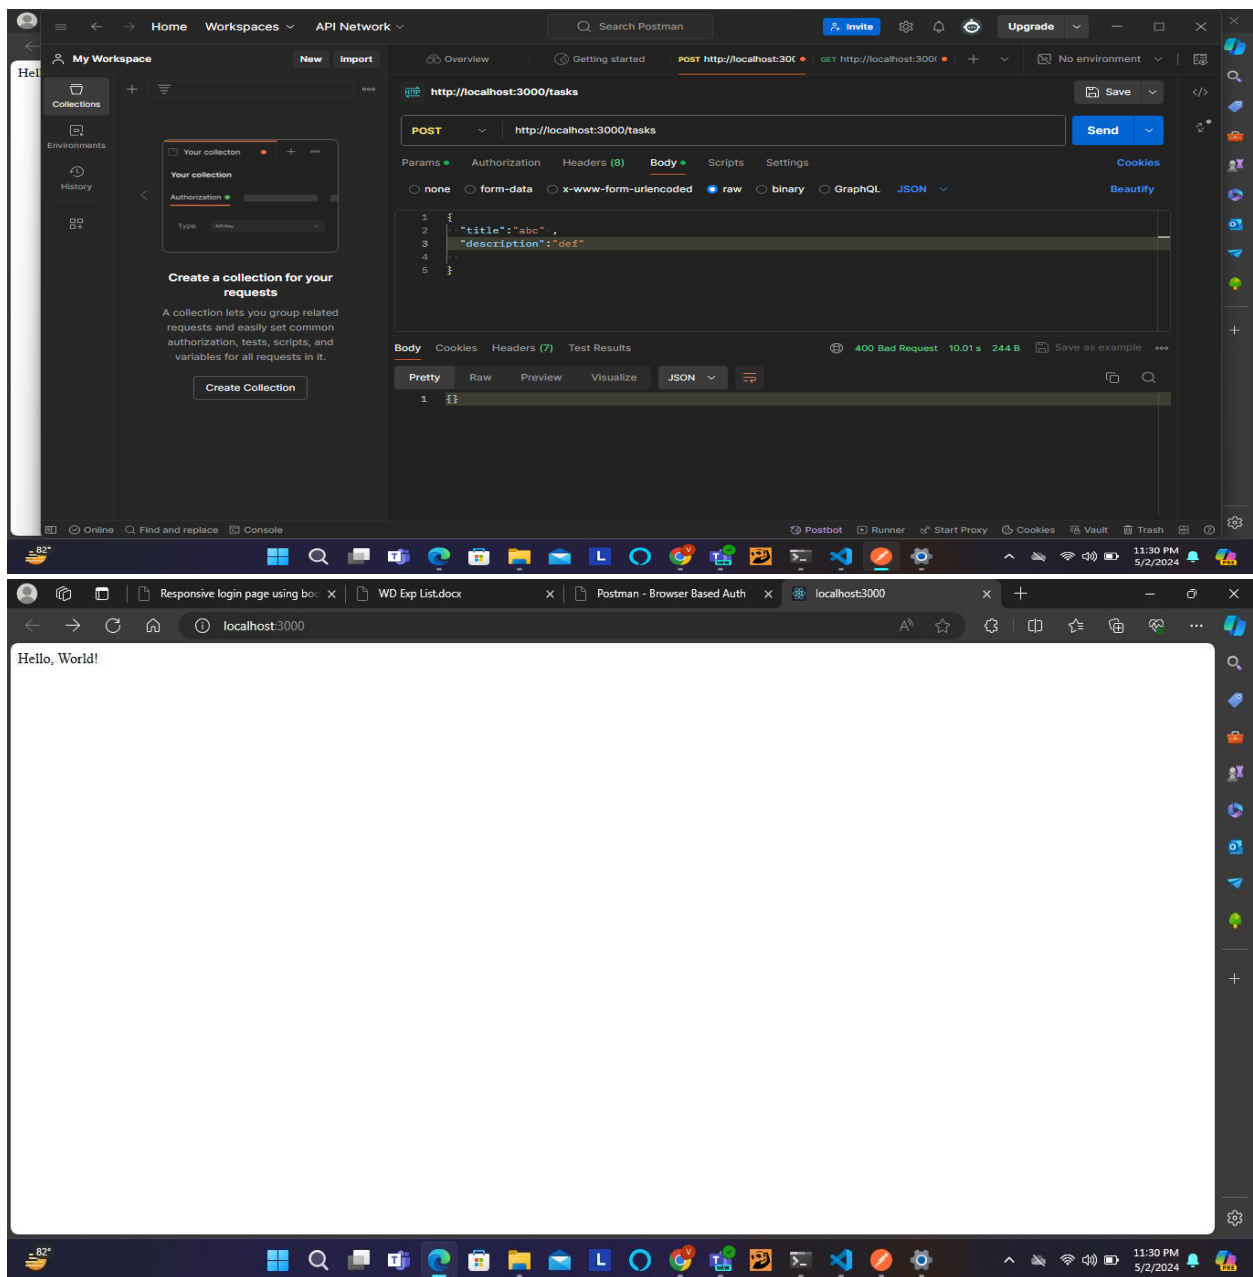 Home Workspaces API Network Search Postman Invite Upgrade
My Workspace New Import Overview Getting started POST http://localhost:300 GET http://localhost:300 No environment
Hel
Collections
http://localhost:3000/tasks Save
POST http://localhost:3000/tasks Send
Environments
Your collecton
Params Authorization Headers (8) Body Scripts Settings Cookies
Your collection
History
none form-data x-www-form-urlencoded raw binary GraphQL JSON Beautify
Authorization
Type API Key
1 {
2 "title":"abc" ,
3 "description":"def"
4
5 }
Create a collection for your
requests
A collection lets you group related
requests and easily set common
authorization, tests, scripts, and
variables for all requests in it.
Create Collection
Body Cookies Headers (7) Test Results 400 Bad Request 10.01 s 244 B Save as example
Pretty Raw Preview Visualize JSON
1 {}
Online Find and replace Console Postbot Runner Start Proxy Cookies Vault Trash
82°
11:30 PM
5/2/2024
Responsive login page using boo WD Exp List.docx Postman - Browser Based Auth localhost:3000
localhost:3000
Hello, World!
82°
11:30 PM
5/2/2024